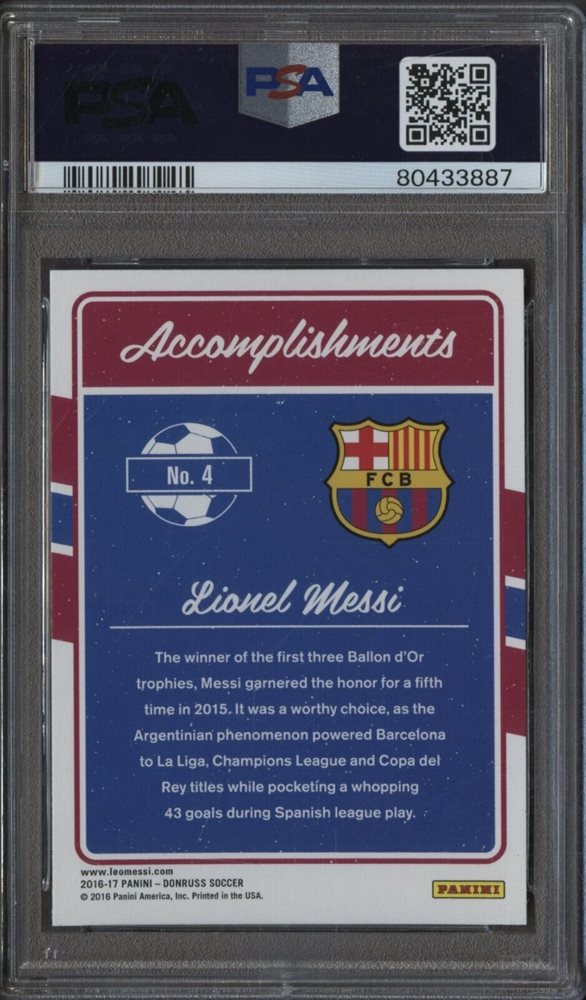 PSA
PSA
80433887
Accomplishments
No. 4
FCB
Lionel Messi
The winner of the first three Ballon d'Or
trophies, Messi garnered the honor for a fifth
time in 2015. It was a worthy choice, as the
Argentinian phenomenon powered Barcelona
to La Liga, Champions League and Copa del
Rey titles while pocketing a whopping
43 goals during Spanish league play.
www.leomessi.com
2016-17 PANINI – DONRUSS SOCCER
© 2016 Panini America, Inc. Printed in the USA.
PANINI
PSA